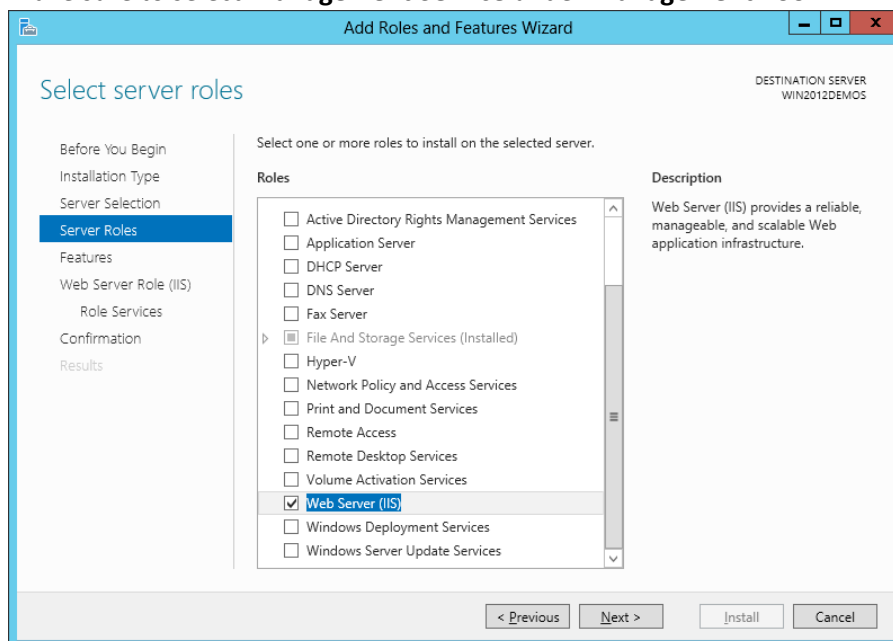 Add Roles and Features Wizard
Select server roles
DESTINATION SERVER
WIN2012DEMOS
Before You Begin
Installation Type
Server Selection
Server Roles
Features
Web Server Role (IIS)
Role Services
Confirmation
Results
Select one or more roles to install on the selected server.
Roles
Active Directory Rights Management Services
Application Server
DHCP Server
DNS Server
Fax Server
File And Storage Services (Installed)
Hyper-V
Network Policy and Access Services
Print and Document Services
Remote Access
Remote Desktop Services
Volume Activation Services
Web Server (IIS)
Windows Deployment Services
Windows Server Update Services
Description
Web Server (IIS) provides a reliable,
manageable, and scalable Web
application infrastructure.
< Previous
Next >
Install
Cancel